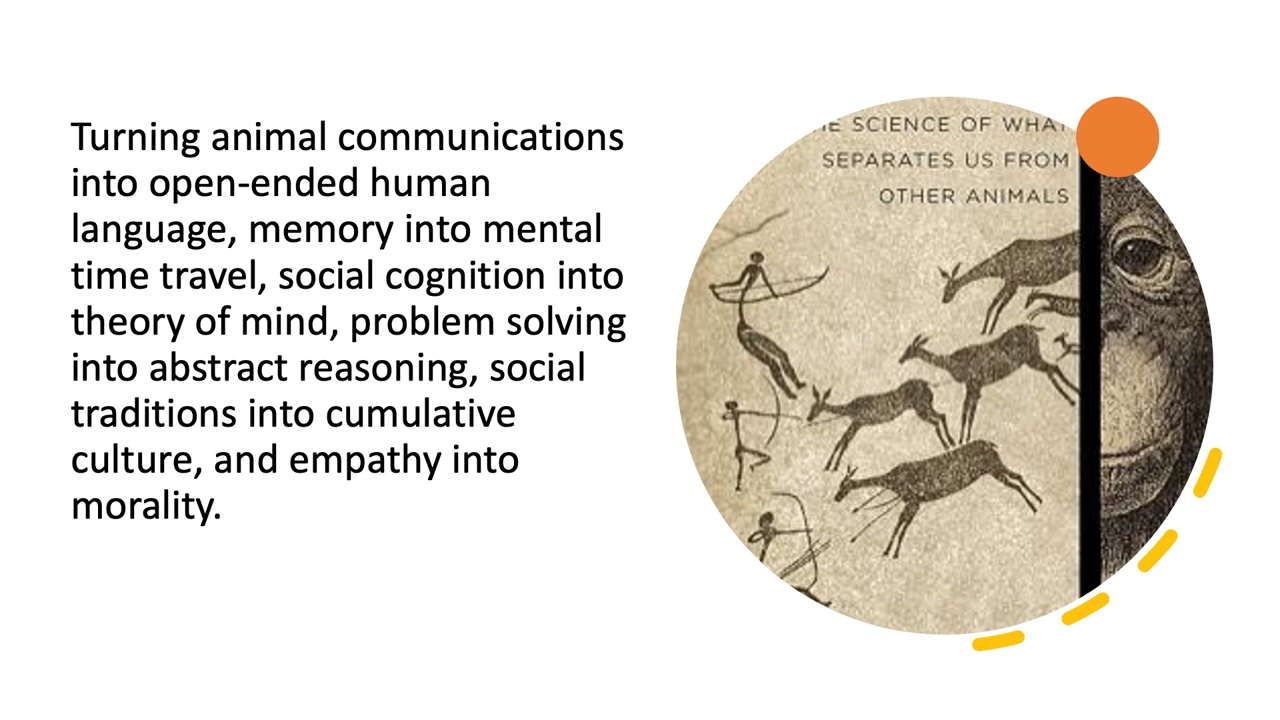 Turning animal communications
into open-ended human
language, memory into mental
time travel, social cognition into
theory of mind, problem solving
into abstract reasoning, social
traditions into cumulative
culture, and empathy into
morality.
SCIENCE OF WHAT
SEPARATES US FROM
OTHER ANIMALS